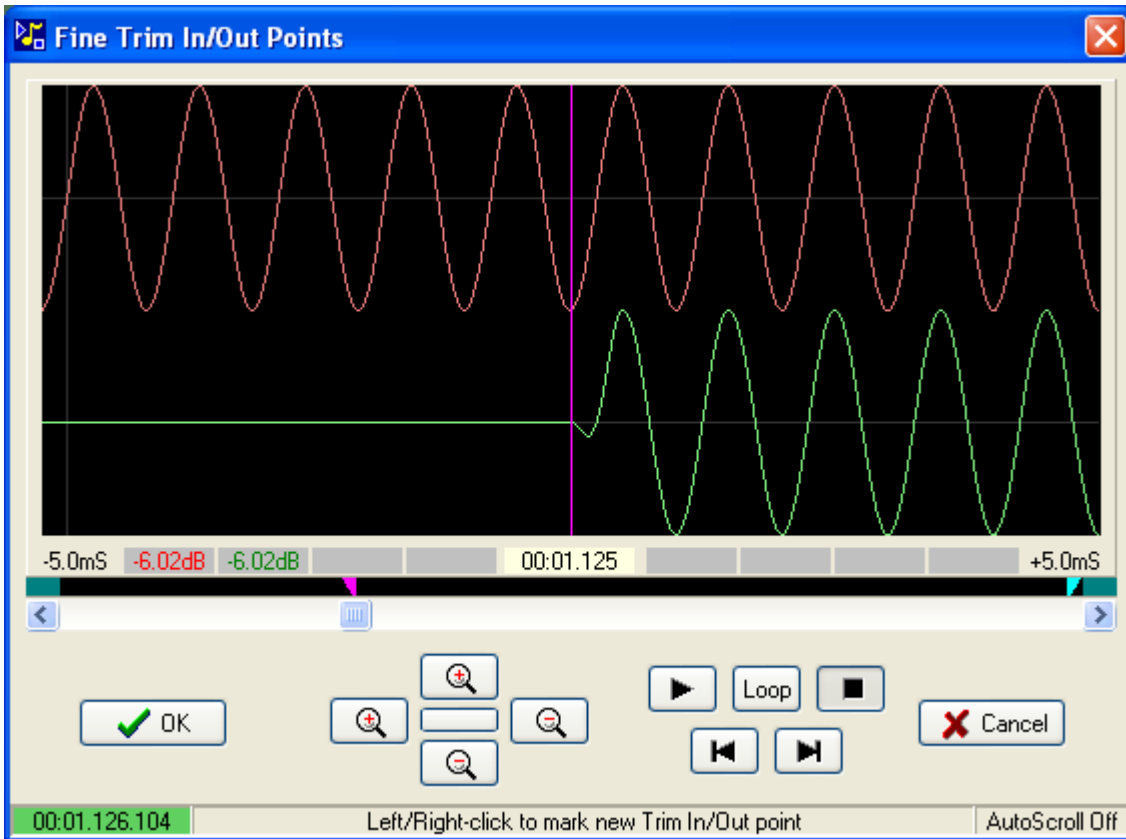 Fine Trim In/Out Points
-5.0mS -6.02dB -6.02dB 00:01.125 +5.0mS
Loop
OK
Cancel
00:01.126.104 Left/Right-click to mark new Trim In/Out point AutoScroll Off